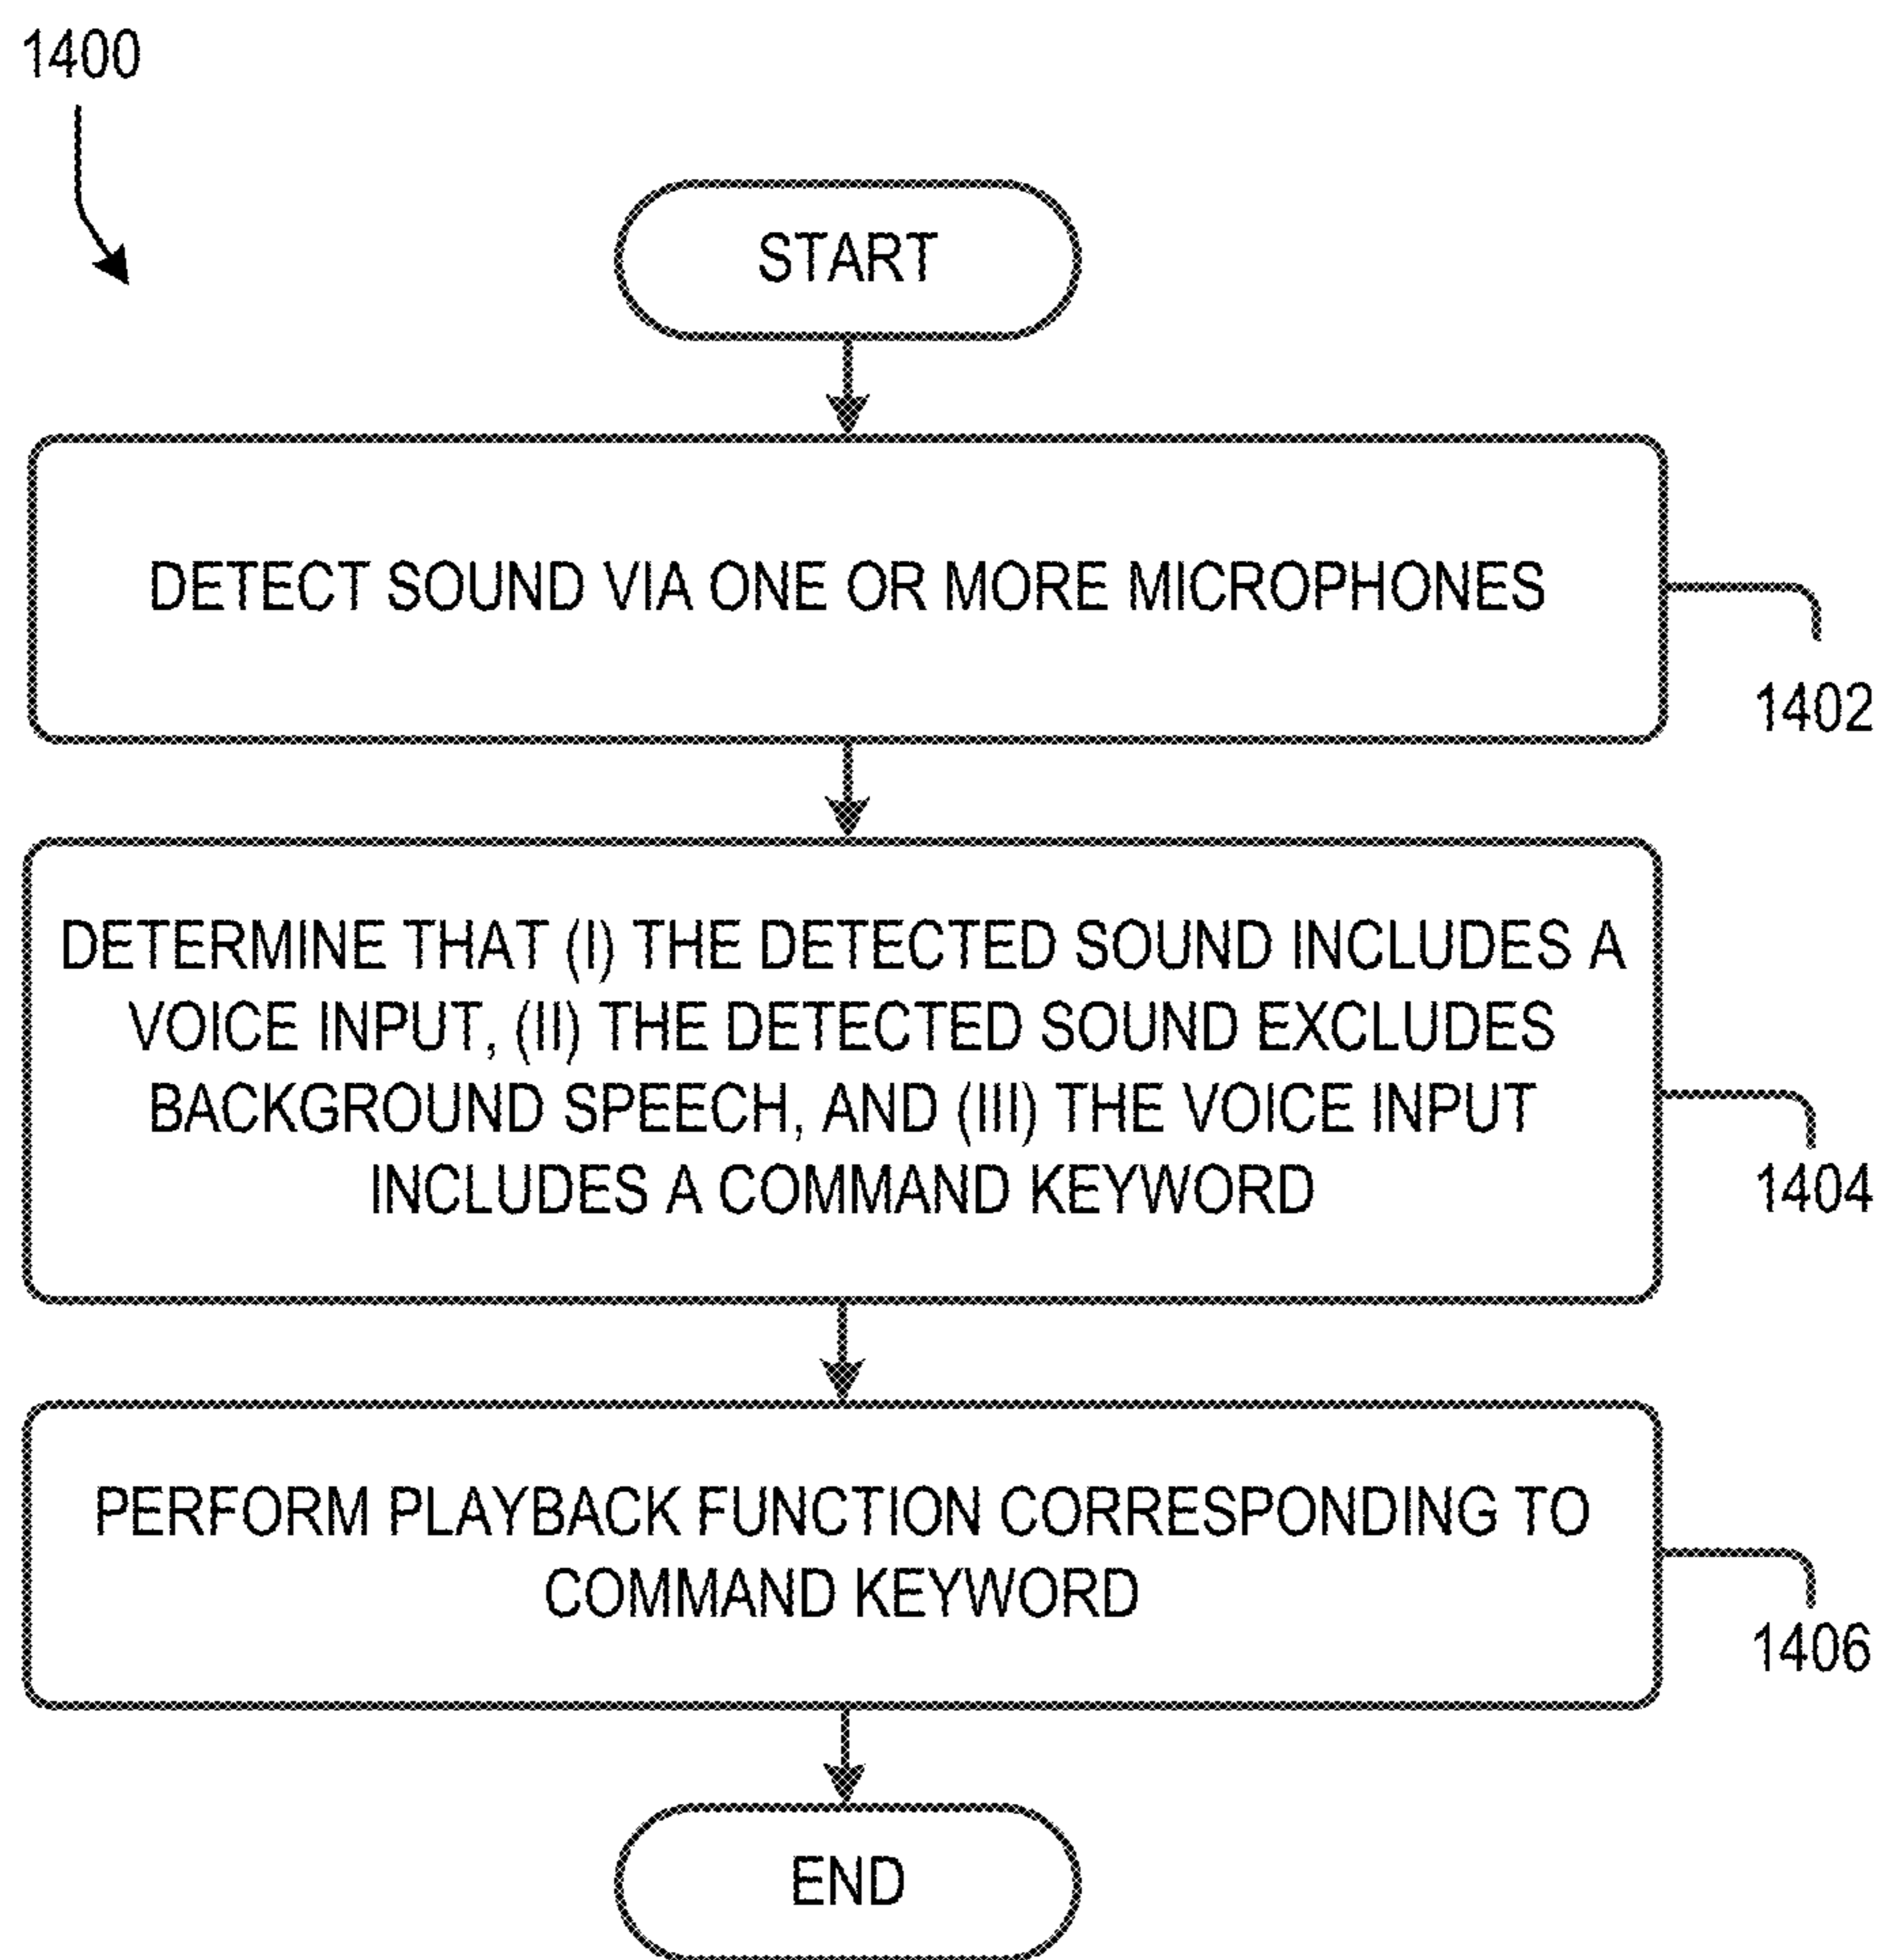 1400
START
DETECT SOUND VIA ONE OR MORE MICROPHONES
1402
DETERMINE THAT (I) THE DETECTED SOUND INCLUDES A
VOICE INPUT, (II) THE DETECTED SOUND EXCLUDES
BACKGROUND SPEECH, AND (III) THE VOICE INPUT
INCLUDES A COMMAND KEYWORD
1404
PERFORM PLAYBACK FUNCTION CORRESPONDING TO
COMMAND KEYWORD
1406
END